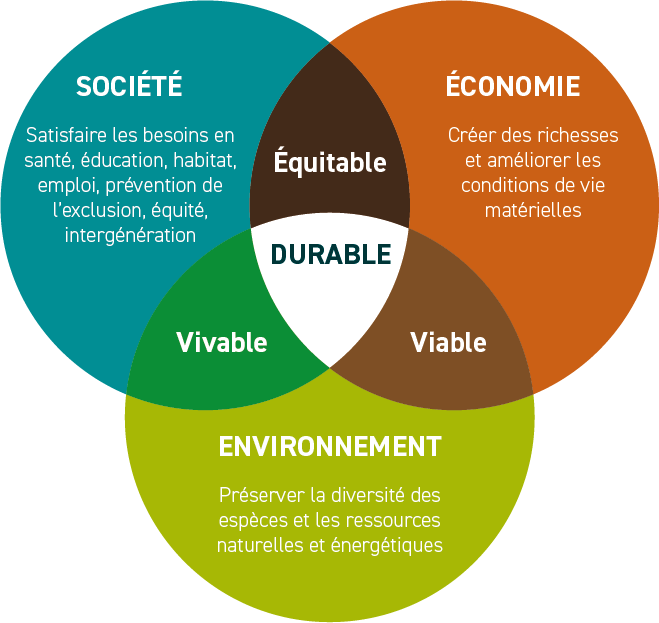 SOCIÉTÉ
Satisfaire les besoins en
santé, éducation, habitat,
emploi, prévention de
l’exclusion, équité,
intergénération
ÉCONOMIE
Créer des richesses
et améliorer les
conditions de vie
matérielles
Équitable
DURABLE
Vivable
Viable
ENVIRONNEMENT
Préserver la diversité des
espèces et les ressources
naturelles et énergétiques